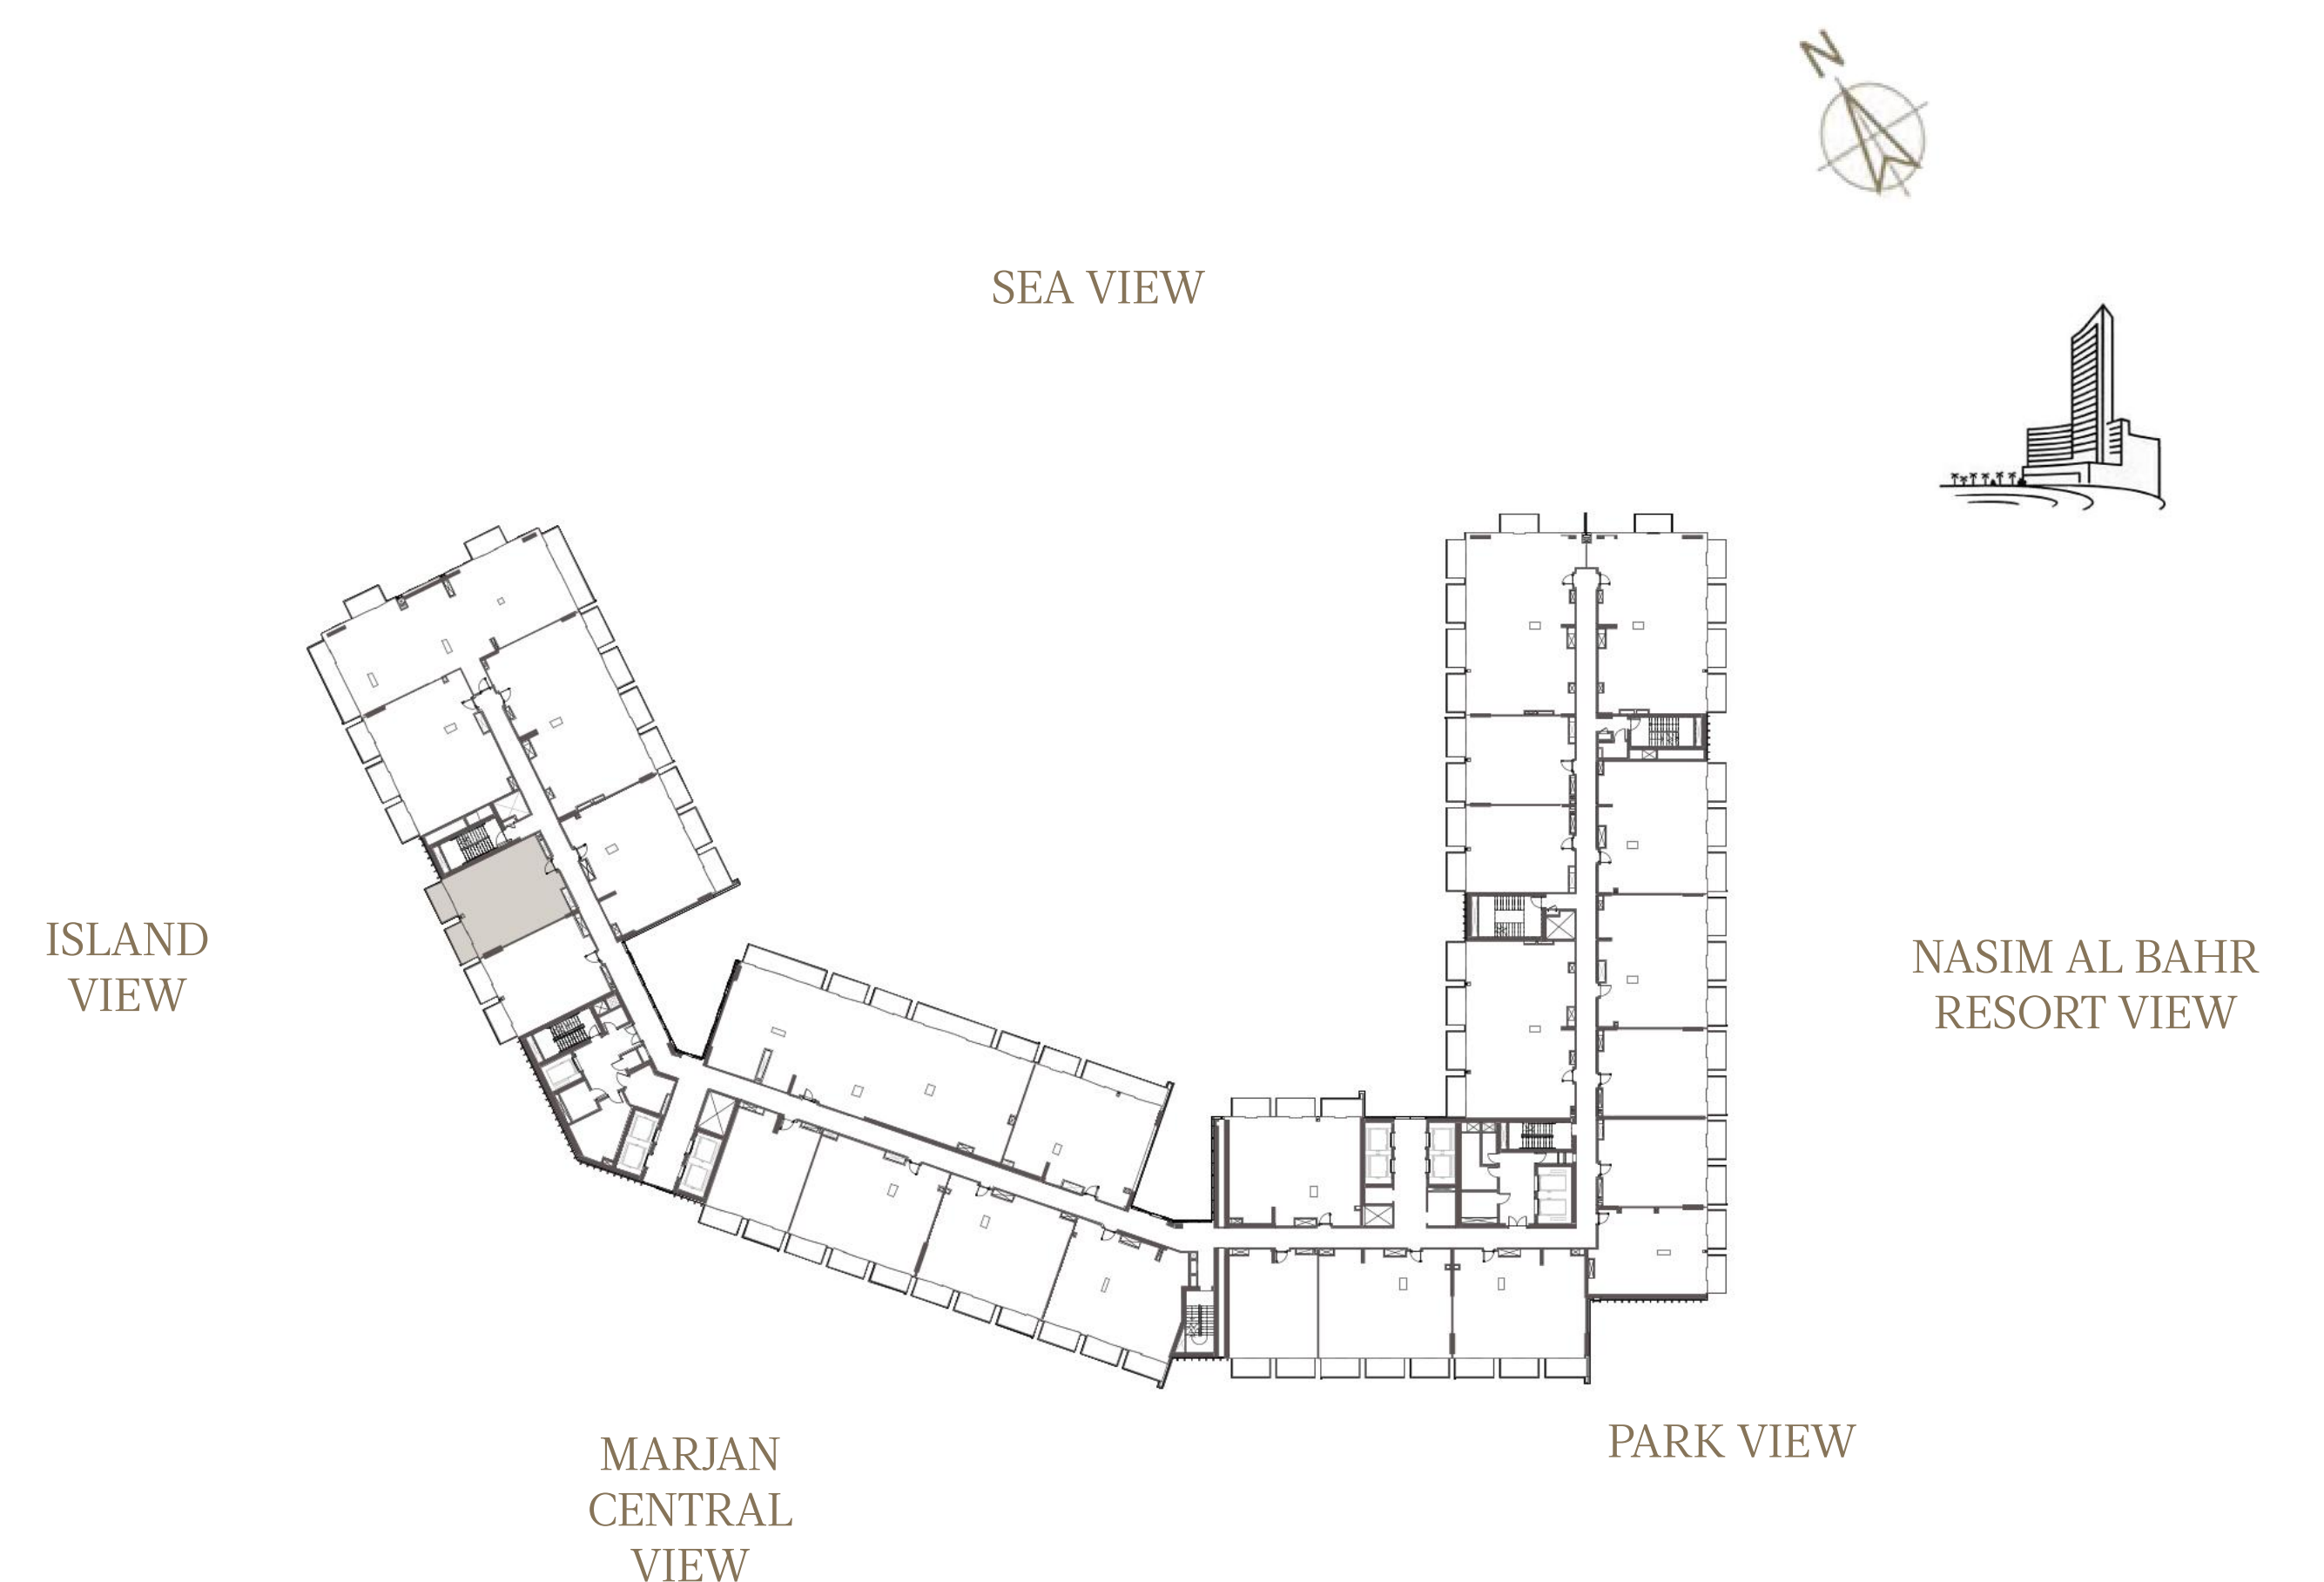 N
SEA VIEW
ISLAND
VIEW
NASIM AL BAHR
RESORT VIEW
MARJAN
CENTRAL
VIEW
PARK VIEW